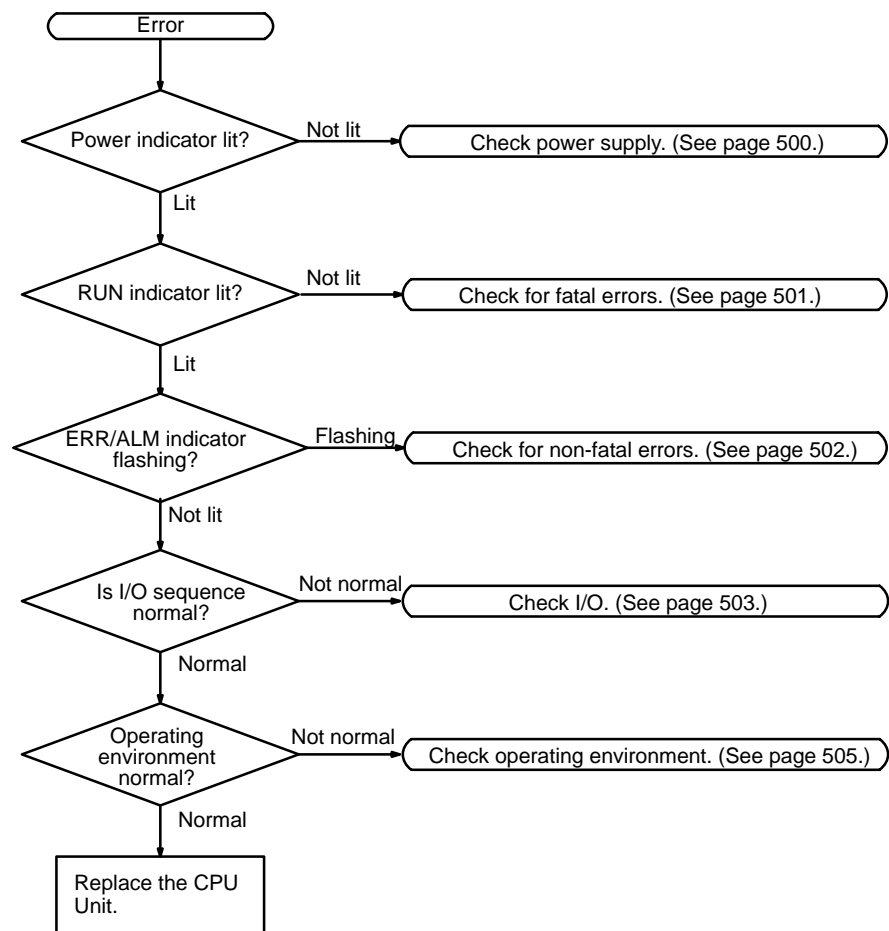 Error
Power indicator lit?
Not lit
Check power supply. (See page 500.)
Lit
RUN indicator lit?
Not lit
Check for fatal errors. (See page 501.)
Lit
ERR/ALM indicator
flashing?
Flashing
Check for non-fatal errors. (See page 502.)
Not lit
Is I/O sequence
normal?
Not normal
Check I/O. (See page 503.)
Normal
Operating
environment
normal?
Not normal
Check operating environment. (See page 505.)
Normal
Replace the CPU
Unit.